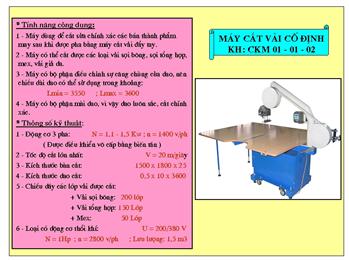 * Tính năng công dụng:
1 - Máy dùng để cắt sửa chính xác các bán thành phẩm
may sau khi được pha bằng máy cắt vải đẩy tay.
2 - Máy có thể cắt được các loại vải sợi bông, sợi tổng hợp,
mex, vải giả da.
3 - Máy có bộ phận điều chỉnh sự căng chùng của dao, nên
chiều dài dao có thể sử dụng trong khoảng:
Lmin = 3550 ; Lmax = 3600
4 - Máy có bộ phận mài dao, vì vậy dao luôn sắc, cắt chính
xác.
* Thông số kỹ thuật:
1 - Động cơ 3 pha: N = 1,1 - 1,5 Kw ; n = 1400 v/ph
( Được điều khiển vô cấp bằng biến tần )
2 - Tốc độ cắt lớn nhất: V = 20 m/giây
3 - Kích thước bàn cắt: 1500 x 1800 x 25
4 - Kích thước dao cắt: 0,5 x 10 x 3600
5 - Chiều dày các lớp vải được cắt:
+ Vải sợi bông: 200 lớp
+ Vải tổng hợp: 150 Lớp
+ Mex: 50 Lớp
6 - Loại có động cơ thổi khí: U = 200/380 V
N = 1Hp ; n = 2800 v/ph ; Lưu lượng: 1,5 m3
MÁY CẮT VẢI CỐ ĐỊNH
KH: CKM 01 - 01 - 02